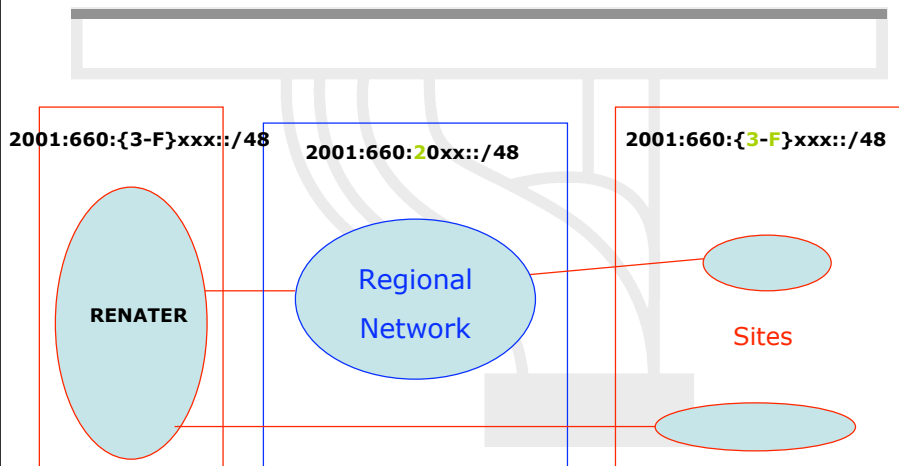 2001:660:{3-F}xxx::/48
2001:660:20xx::/48
2001:660:{3-F}xxx::/48
RENATER
Regional
Network
Sites